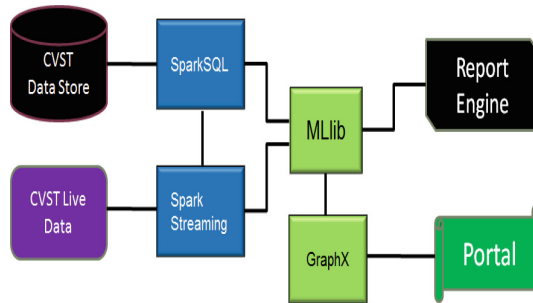 CVST
Data Store
SparkSQL
MLlib
Report
Engine
CVST Live
Data
Spark
Streaming
GraphX
Portal